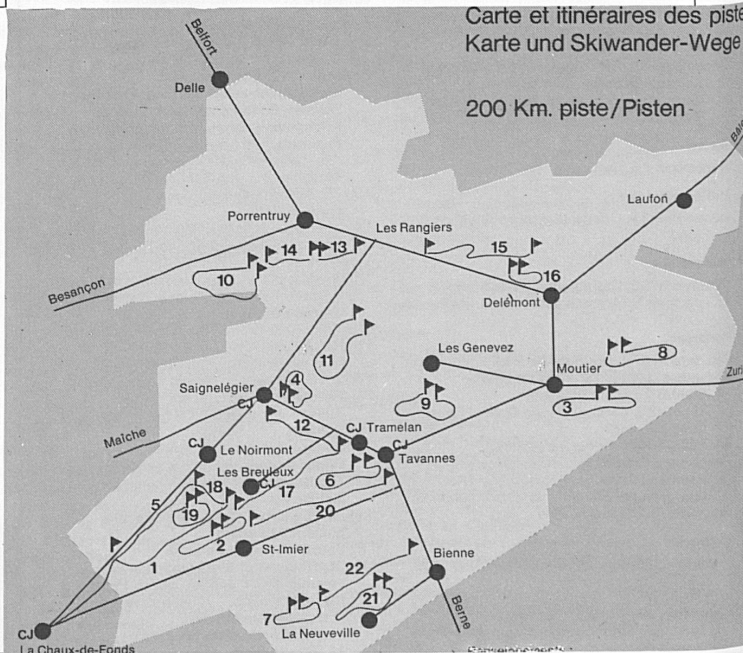 Carte et itinéraires des
Karte und Skiwander-Wege
200 Km. piste/Pisten
Belfort
Delle
Laufon
Porrentruy
Les Rangiers
14
13
15
10
16
Besançon
Delémont
Les Genevez
11
8
Moutier
Saignelégier
4
CJ
9
3
12
Maîche
CJ
Tramelan
CJ
Le Noirmont
CJ
Tavannes
Les Breuleux
CJ
18
17
6
5
19
20
2
1
St-Imier
22
Bienne
21
7
Berne
La Neuveville
CJ
La Chaux-de-Fonds